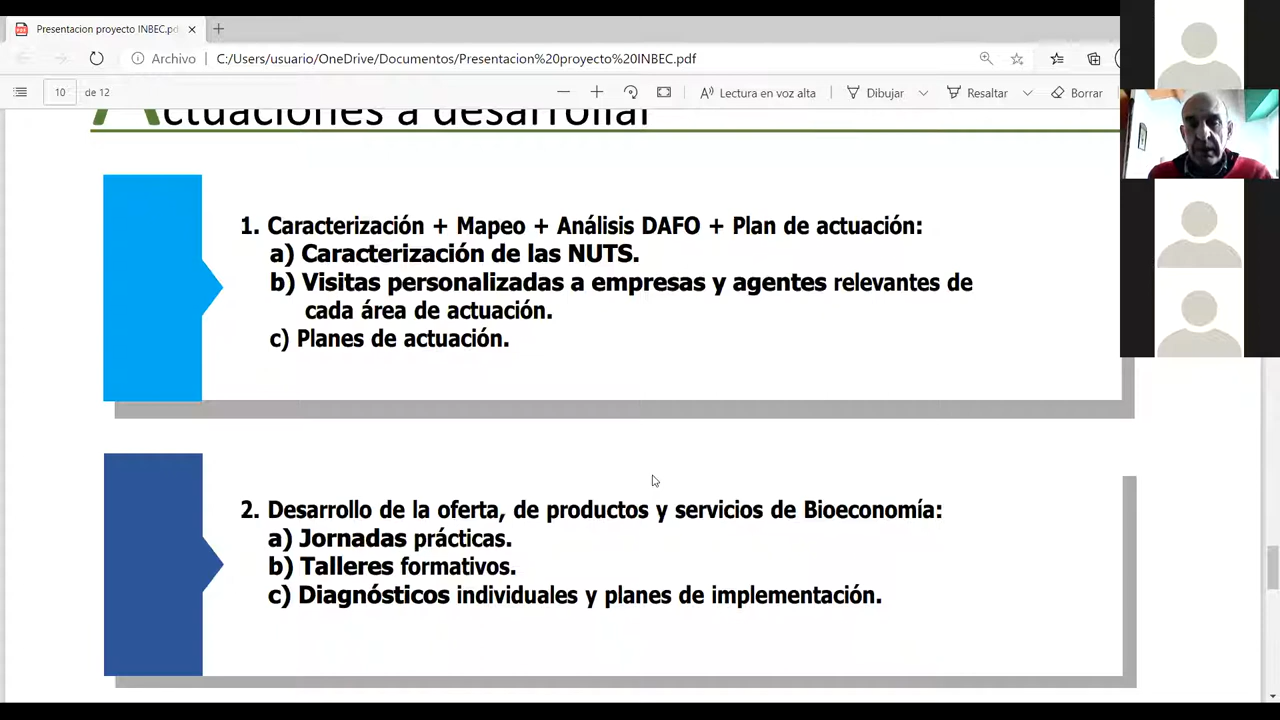 Presentacion proyecto INBEC.pd
Archivo
C:/Users/usuario/OneDrive/Documentos/Presentacion%20proyecto%20INBEC.pdf
10 de 12
Lectura en voz alta
Dibujar
Resaltar
Borrar
Actuaciones a desarrollar
1. Caracterización + Mapeo + Análisis DAFO + Plan de actuación:
a) Caracterización de las NUTS.
b) Visitas personalizadas a empresas y agentes relevantes de
cada área de actuación.
c) Planes de actuación.
2. Desarrollo de la oferta, de productos y servicios de Bioeconomía:
a) Jornadas prácticas.
b) Talleres formativos.
c) Diagnósticos individuales y planes de implementación.